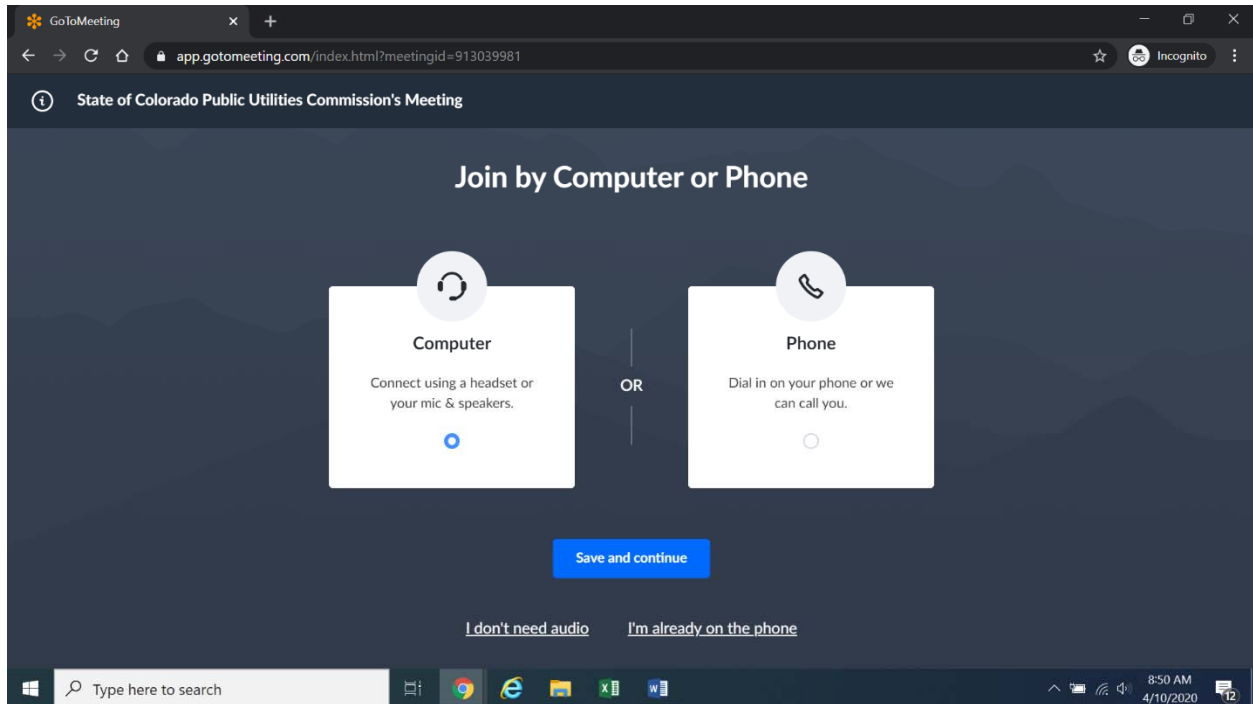 GoToMeeting
app.gotomeeting.com/index.html?meetingid=913039981
Incognito
State of Colorado Public Utilities Commission's Meeting
Join by Computer or Phone
Computer
Connect using a headset or
your mic & speakers.
OR
Phone
Dial in on your phone or we
can call you.
Save and continue
I don't need audio I'm already on the phone
Type here to search
8:50 AM
4/10/2020
12